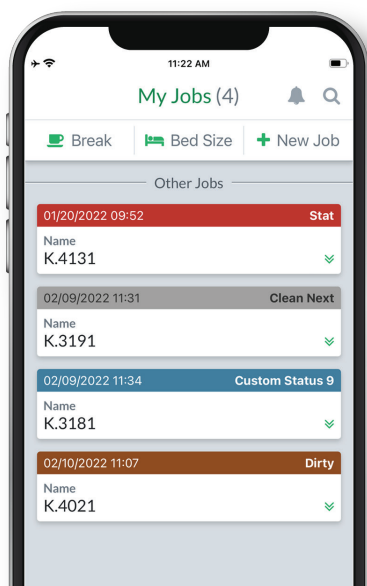 11:22 AM
My Jobs (4)
Break
Bed Size
New Job
Other Jobs
01/20/2022 09:52 Stat
Name
K.4131
02/09/2022 11:31 Clean Next
Name
K.3191
02/09/2022 11:34 Custom Status 9
Name
K.3181
02/10/2022 11:07 Dirty
Name
K.4021